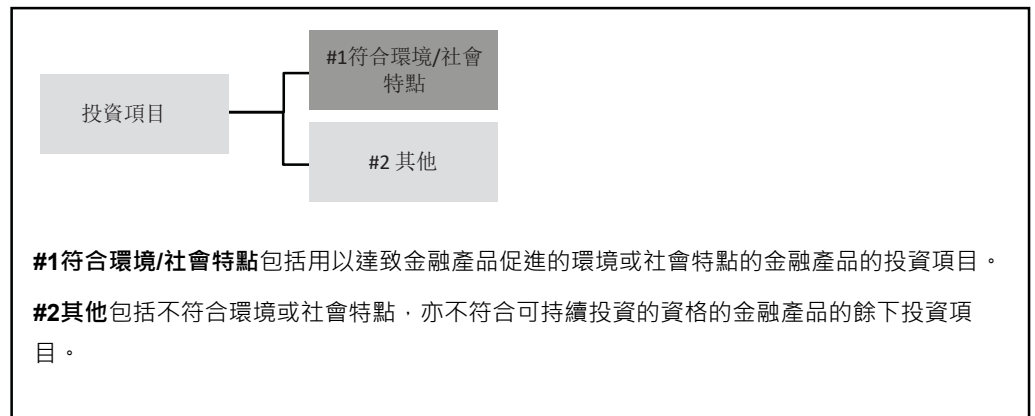 #1符合環境/社會
特點
投資項目
#2 其他
#1符合環境/社會特點包括用以達致金融產品促進的環境或社會特點的金融產品的投資項目。
#2其他包括不符合環境或社會特點，亦不符合可持續投資的資格的金融產品的餘下投資項
目。